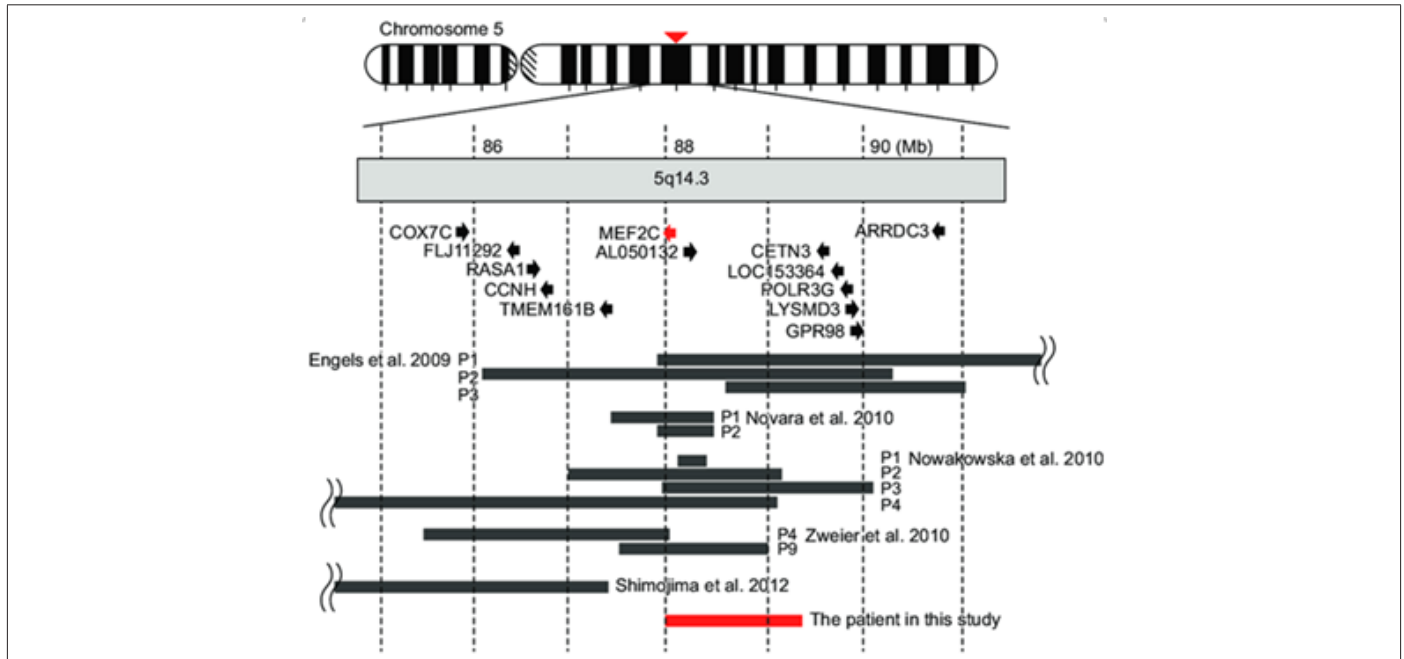 Chromosome 5
86 88 90 (Mb)
5q14.3
COX7C MEF2C ARRDC3
FLJ11292 AL050132 CETN3
RASA1 LOC153364
CCNH POLR3G
TMEM161B LYSMD3
GPR98
Engels et al. 2009 P1
P2
P3
P1 Novara et al. 2010
P2
P1 Nowakowska et al. 2010
P2
P3
P4
P4 Zweier et al. 2010
P9
Shimojima et al. 2012
The patient in this study